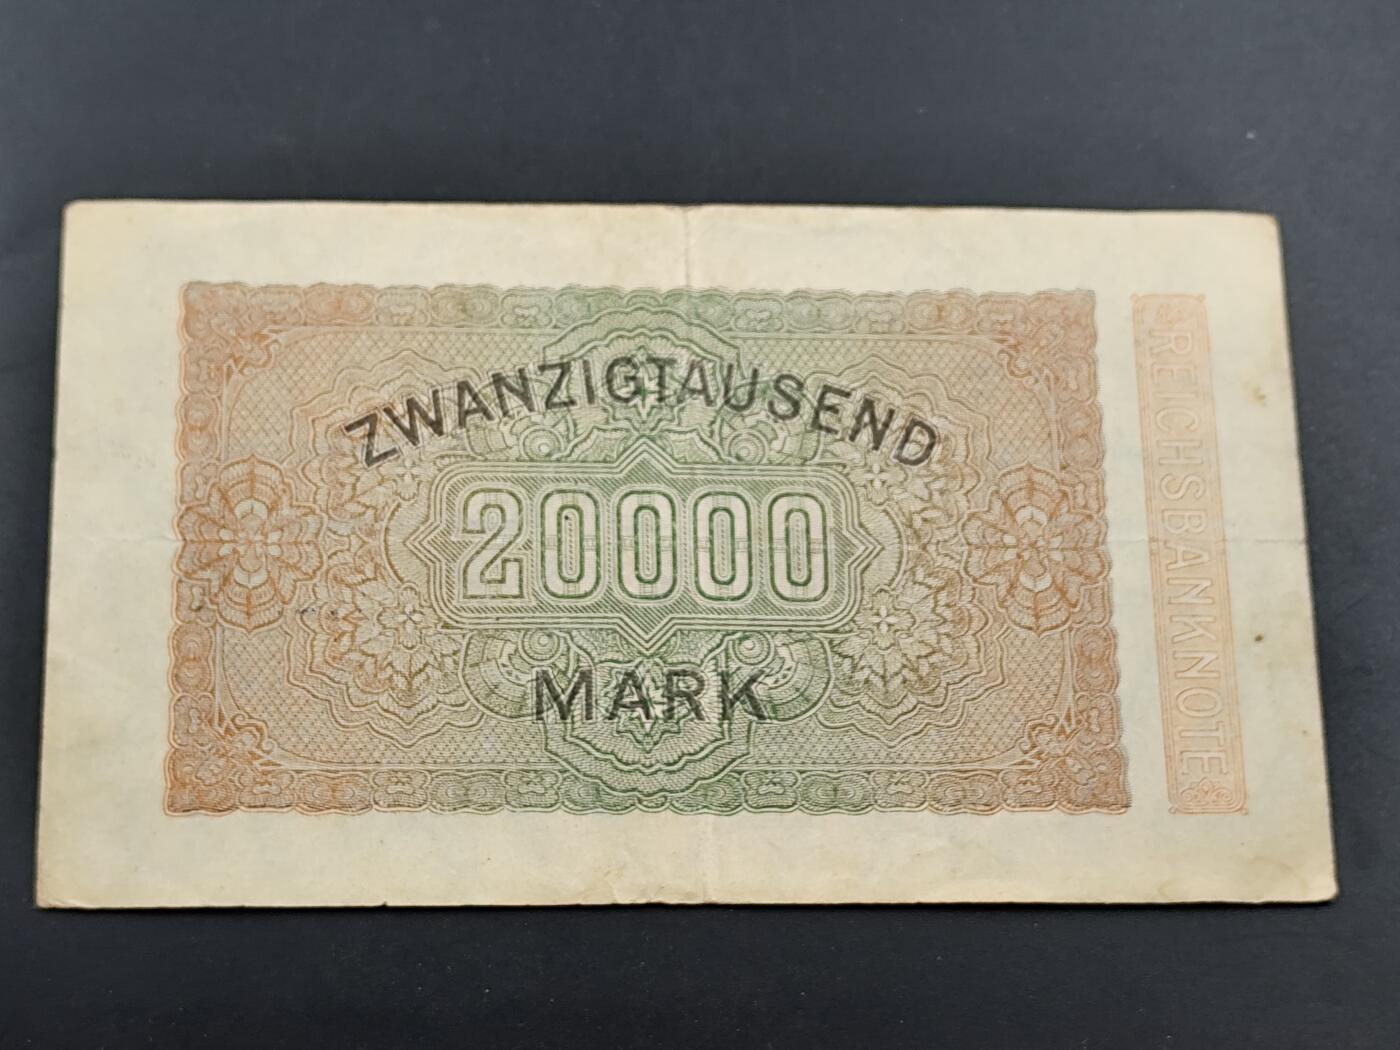 ZWANZIGTAUSEND
20000
MARK
REICHSBANKNOTE